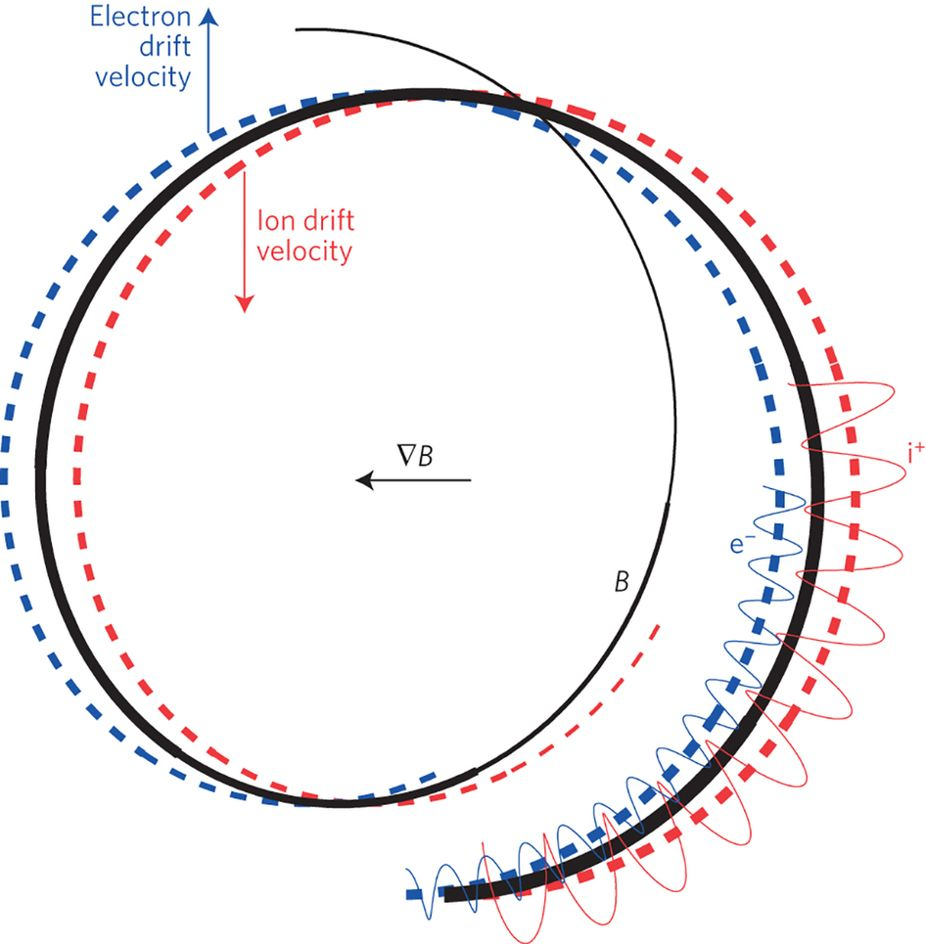 Electron
drift
velocity
Ion drift
velocity
∇B
i⁺
e⁻
B